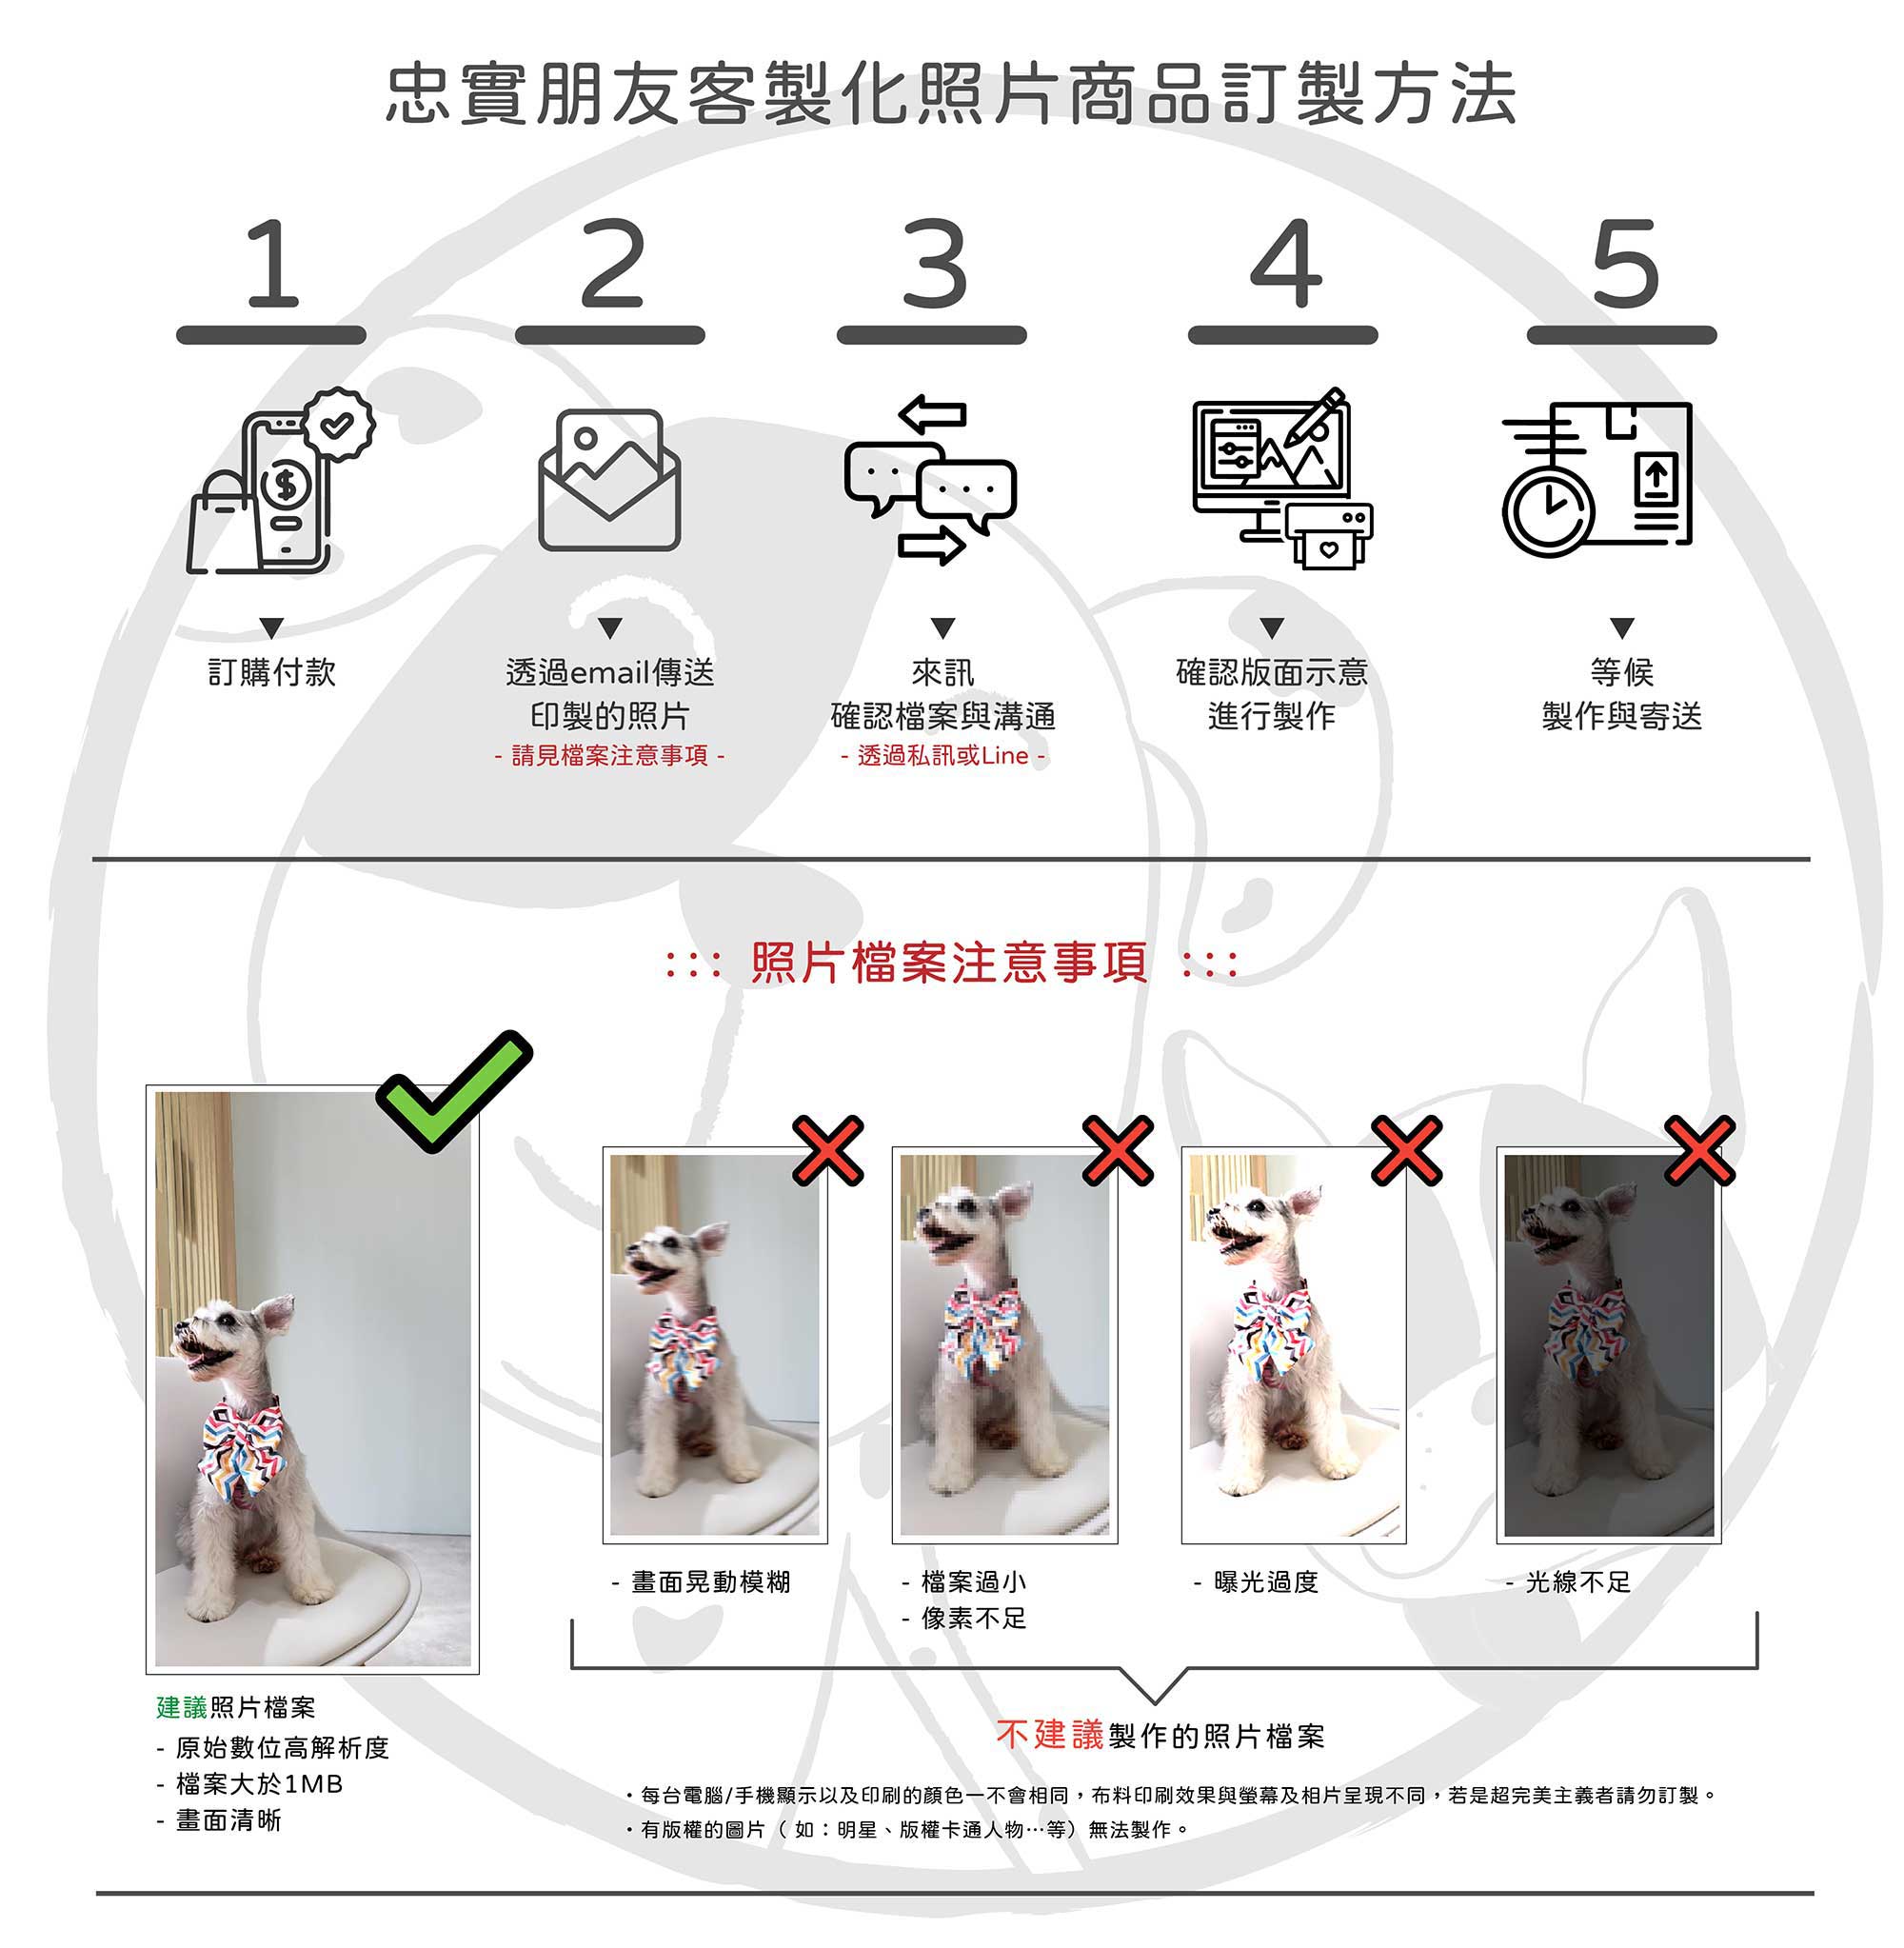 忠實朋友客製化照片商品訂製方法
1
2
3
4
5
訂購付款
透過email傳送
印製的照片
- 請見檔案注意事項 -
來訊
確認檔案與溝通
- 透過私訊或Line -
確認版面示意
進行製作
等候
製作與寄送
::: 照片檔案注意事項 :::
建議照片檔案
- 原始數位高解析度
- 檔案大於1MB
- 畫面清晰
- 畫面晃動模糊
- 檔案過小
- 像素不足
- 曝光過度
- 光線不足
不建議製作的照片檔案
・每台電腦/手機顯示以及印刷的顏色一不會相同，布料印刷效果與螢幕及相片呈現不同，若是超完美主義者請勿訂製。
・有版權的圖片（如：明星、版權卡通人物…等）無法製作。